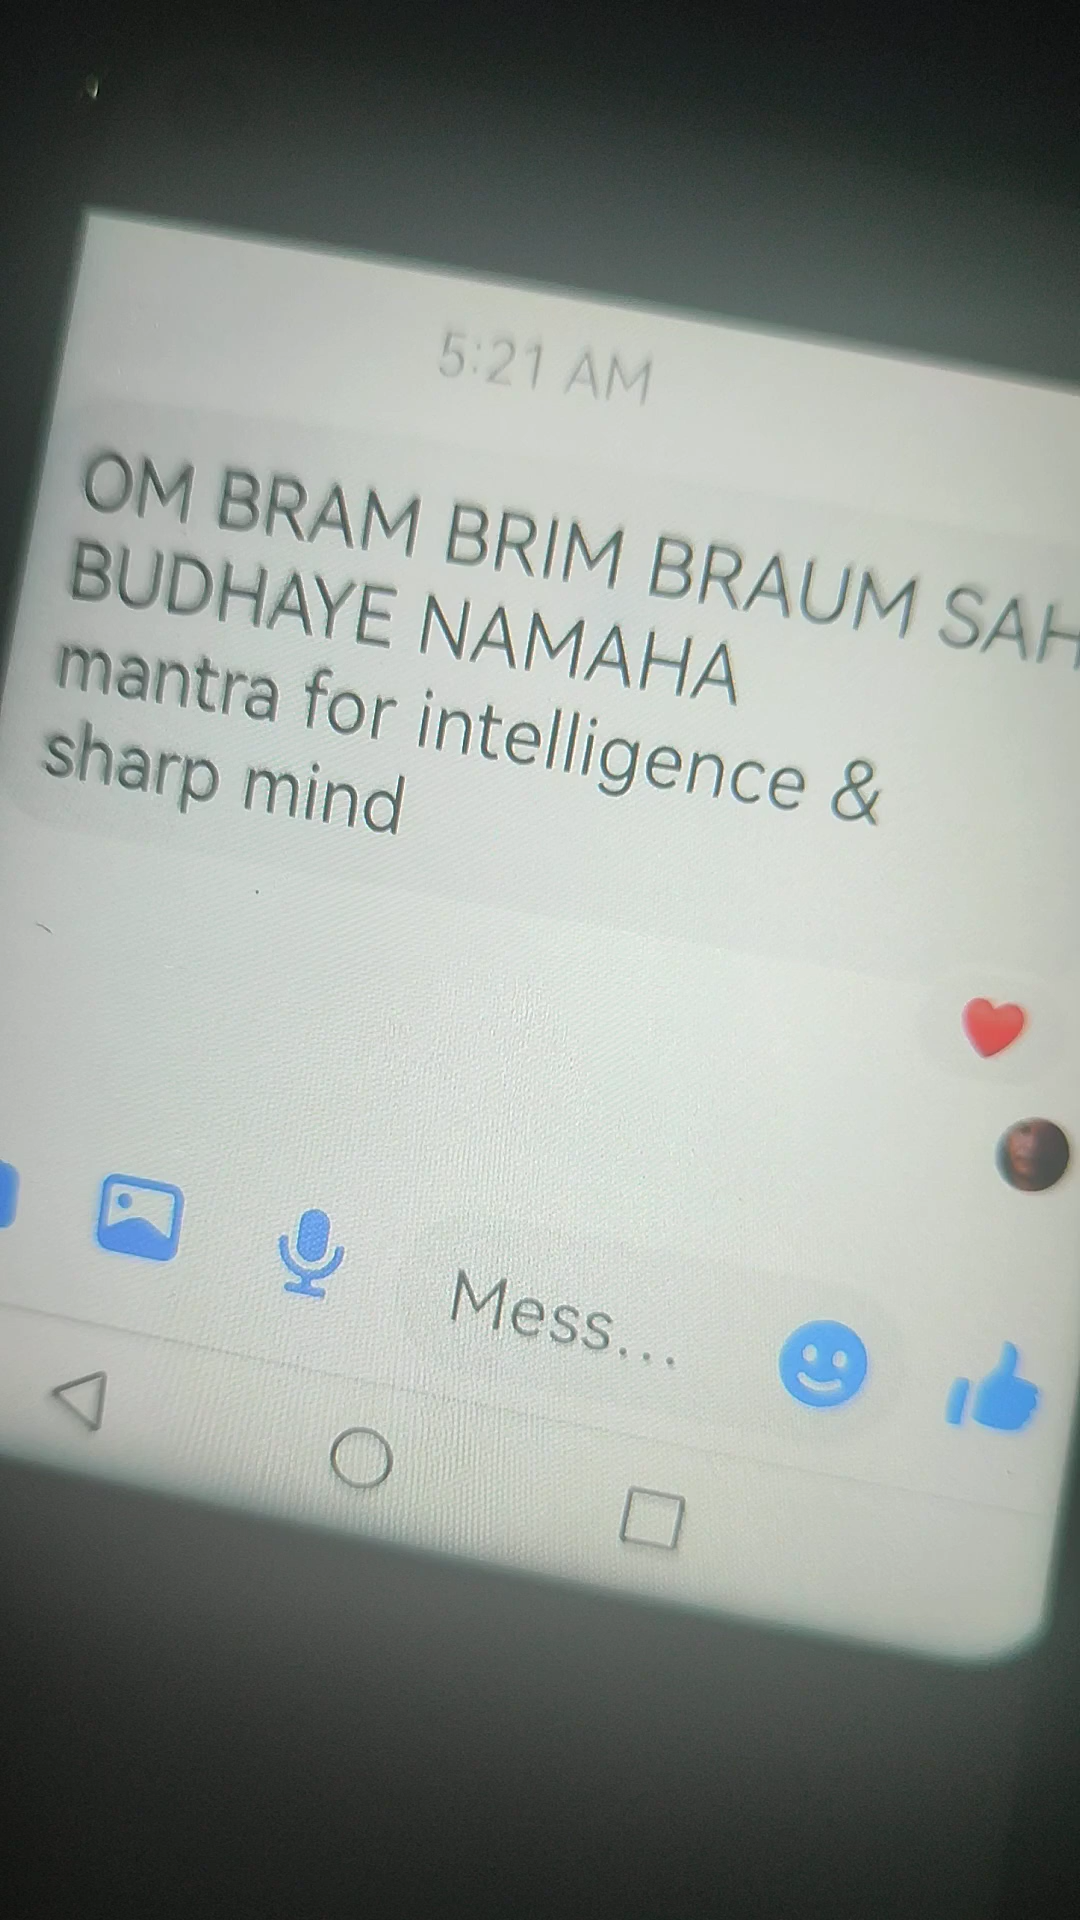 5:21 AM
OM BRAM BRIM BRAUM SAH
BUDHAYE NAMAHA
mantra for intelligence &
sharp mind
Mess...